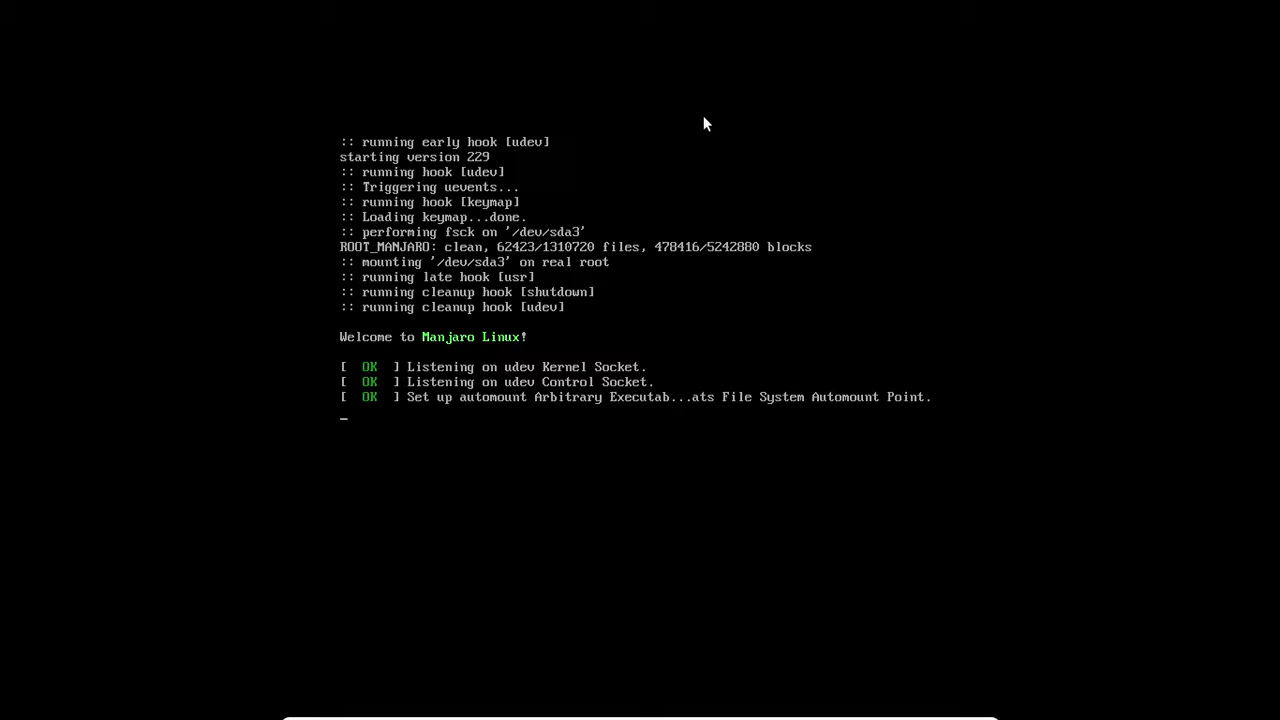 :: running early hook [udev]
starting version 229
:: running hook [udev]
:: Triggering uevents...
:: running hook [keymap]
:: Loading keymap...done.
:: performing fsck on '/dev/sda3'
ROOT_MANJARO: clean, 62423/1310720 files, 478416/5242880 blocks
:: mounting '/dev/sda3' on real root
:: running late hook [usr]
:: running cleanup hook [shutdown]
:: running cleanup hook [udev]
Welcome to Manjaro Linux!
[  OK  ] Listening on udev Kernel Socket.
[  OK  ] Listening on udev Control Socket.
[  OK  ] Set up automount Arbitrary Executab...ats File System Automount Point.